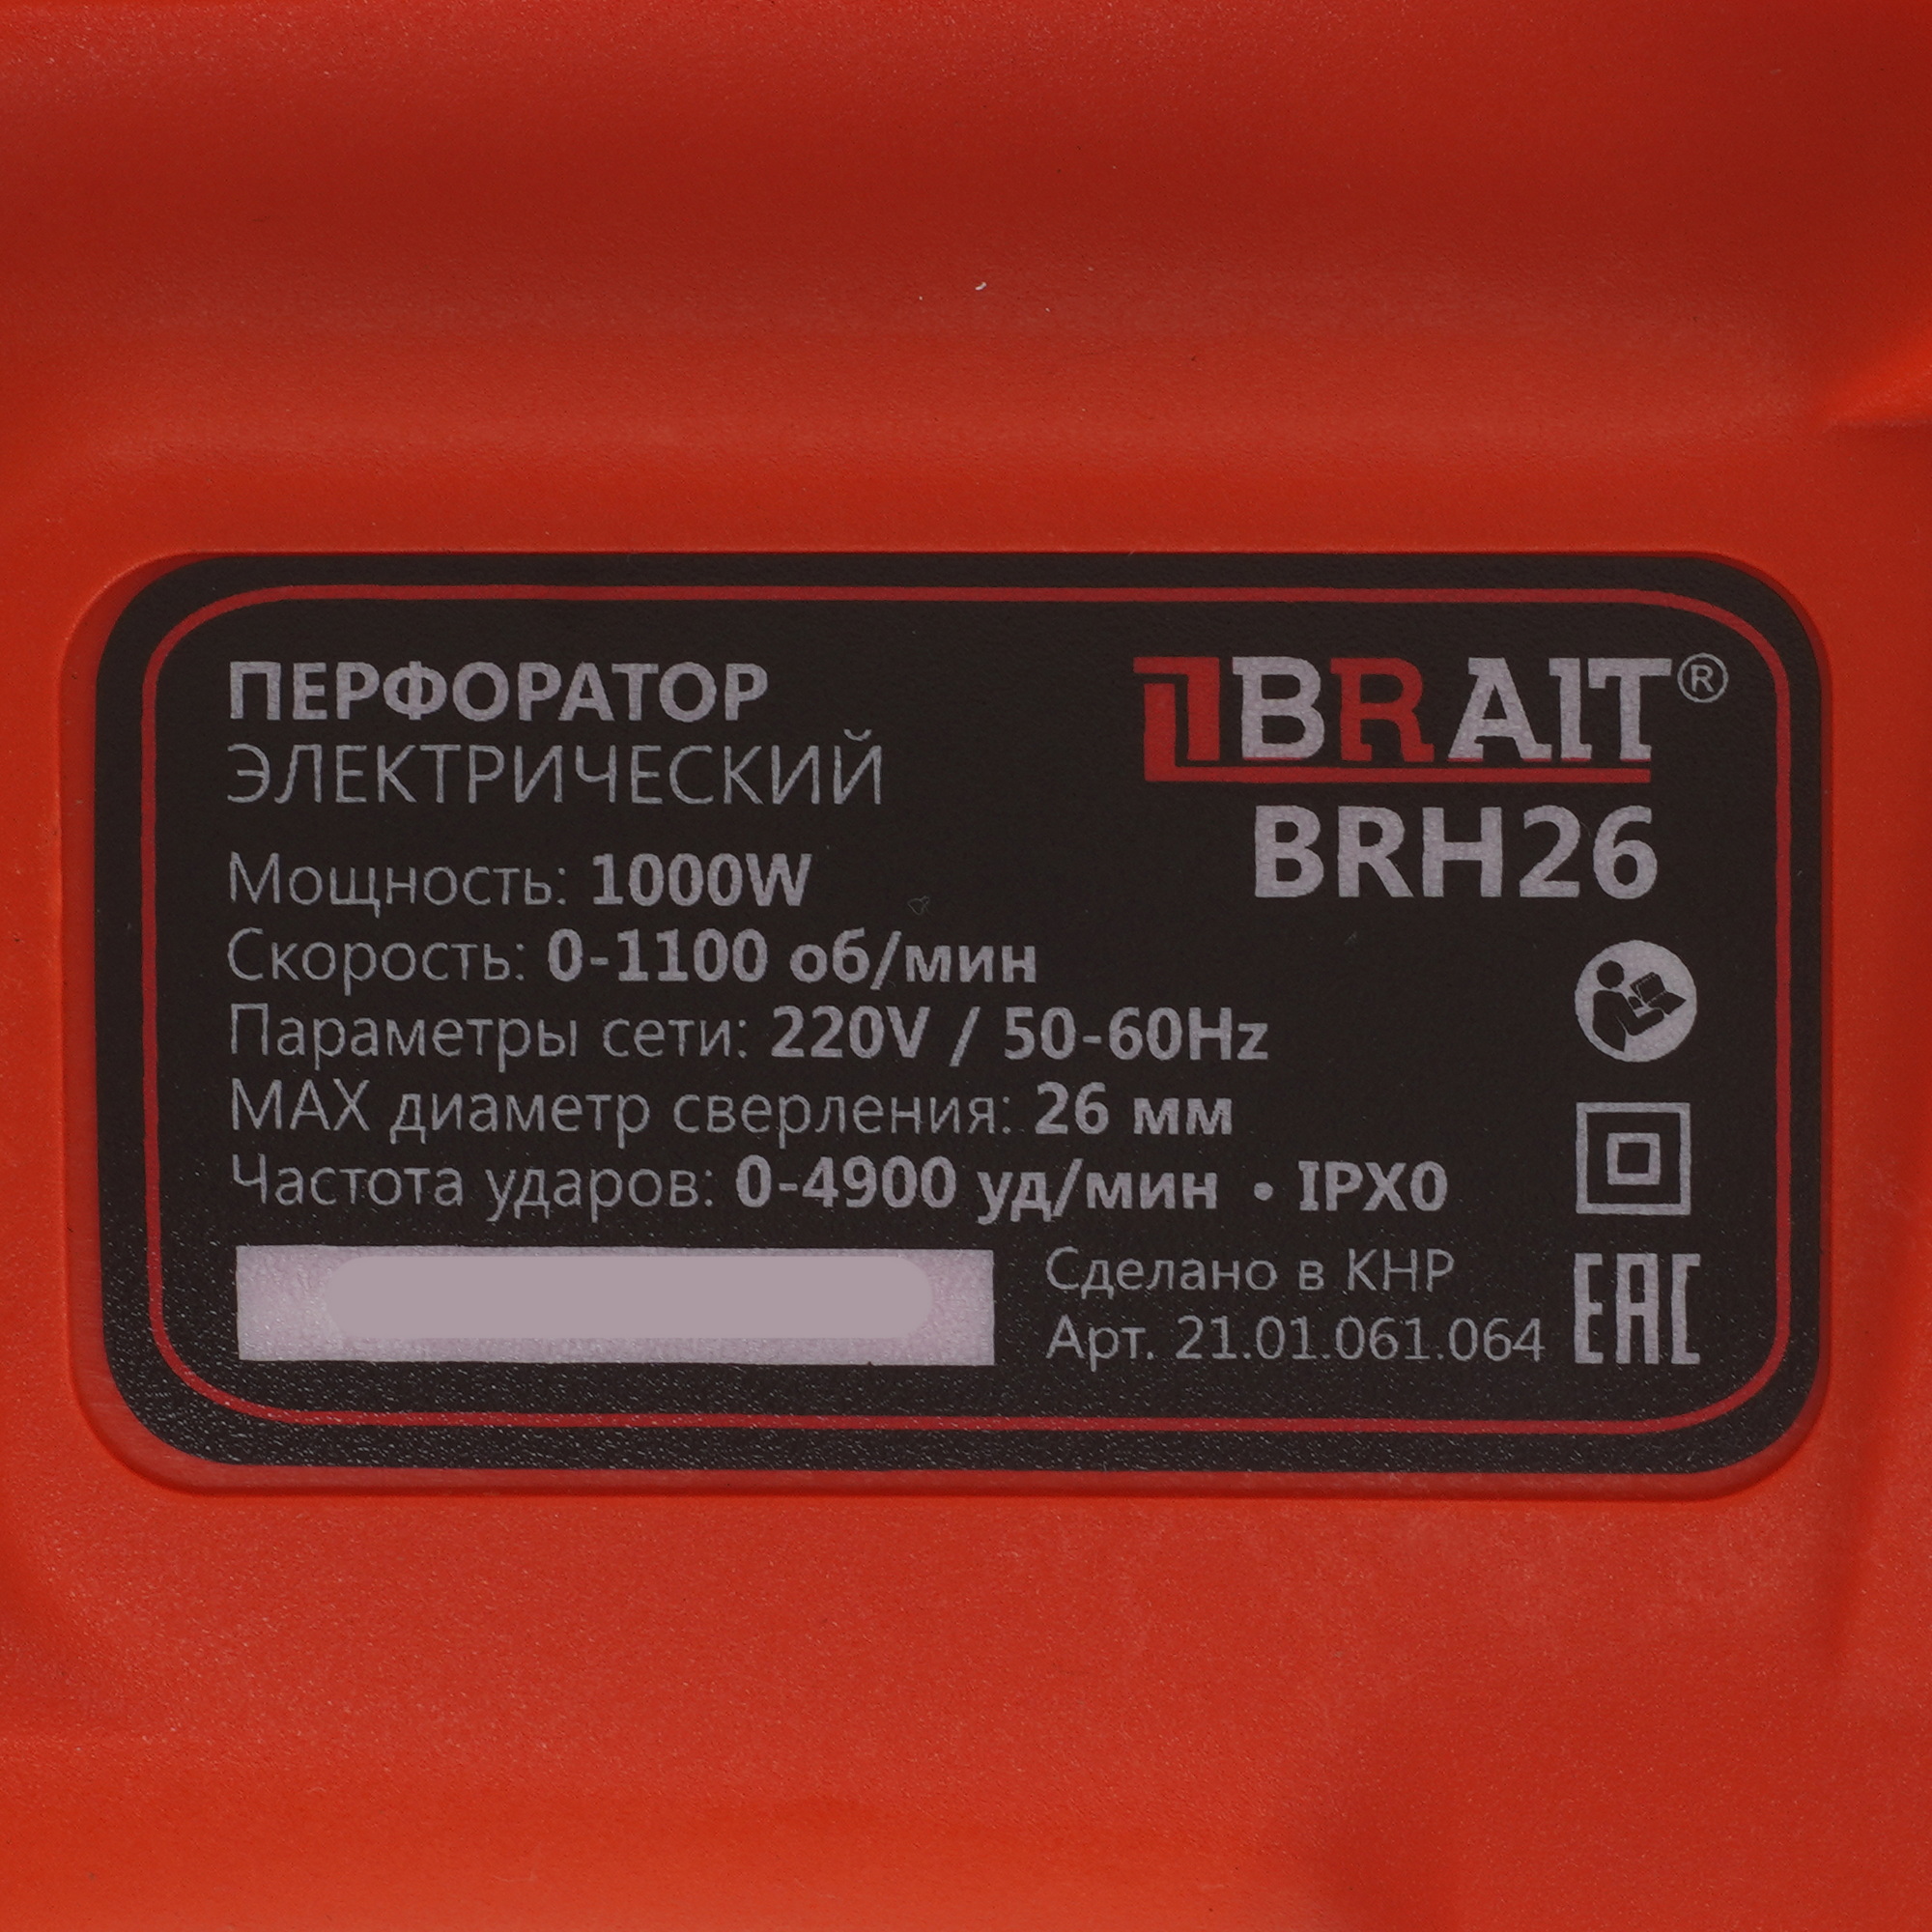 ПЕРФОРАТОР
ЭЛЕКТРИЧЕСКИЙ
BRAIT®
BRH26
Мощность: 1000W
Скорость: 0-1100 об/мин
Параметры сети: 220V / 50-60Hz
MAX диаметр сверления: 26 мм
Частота ударов: 0-4900 уд/мин • IPX0
Сделано в КНР
Арт. 21.01.061.064
EAC